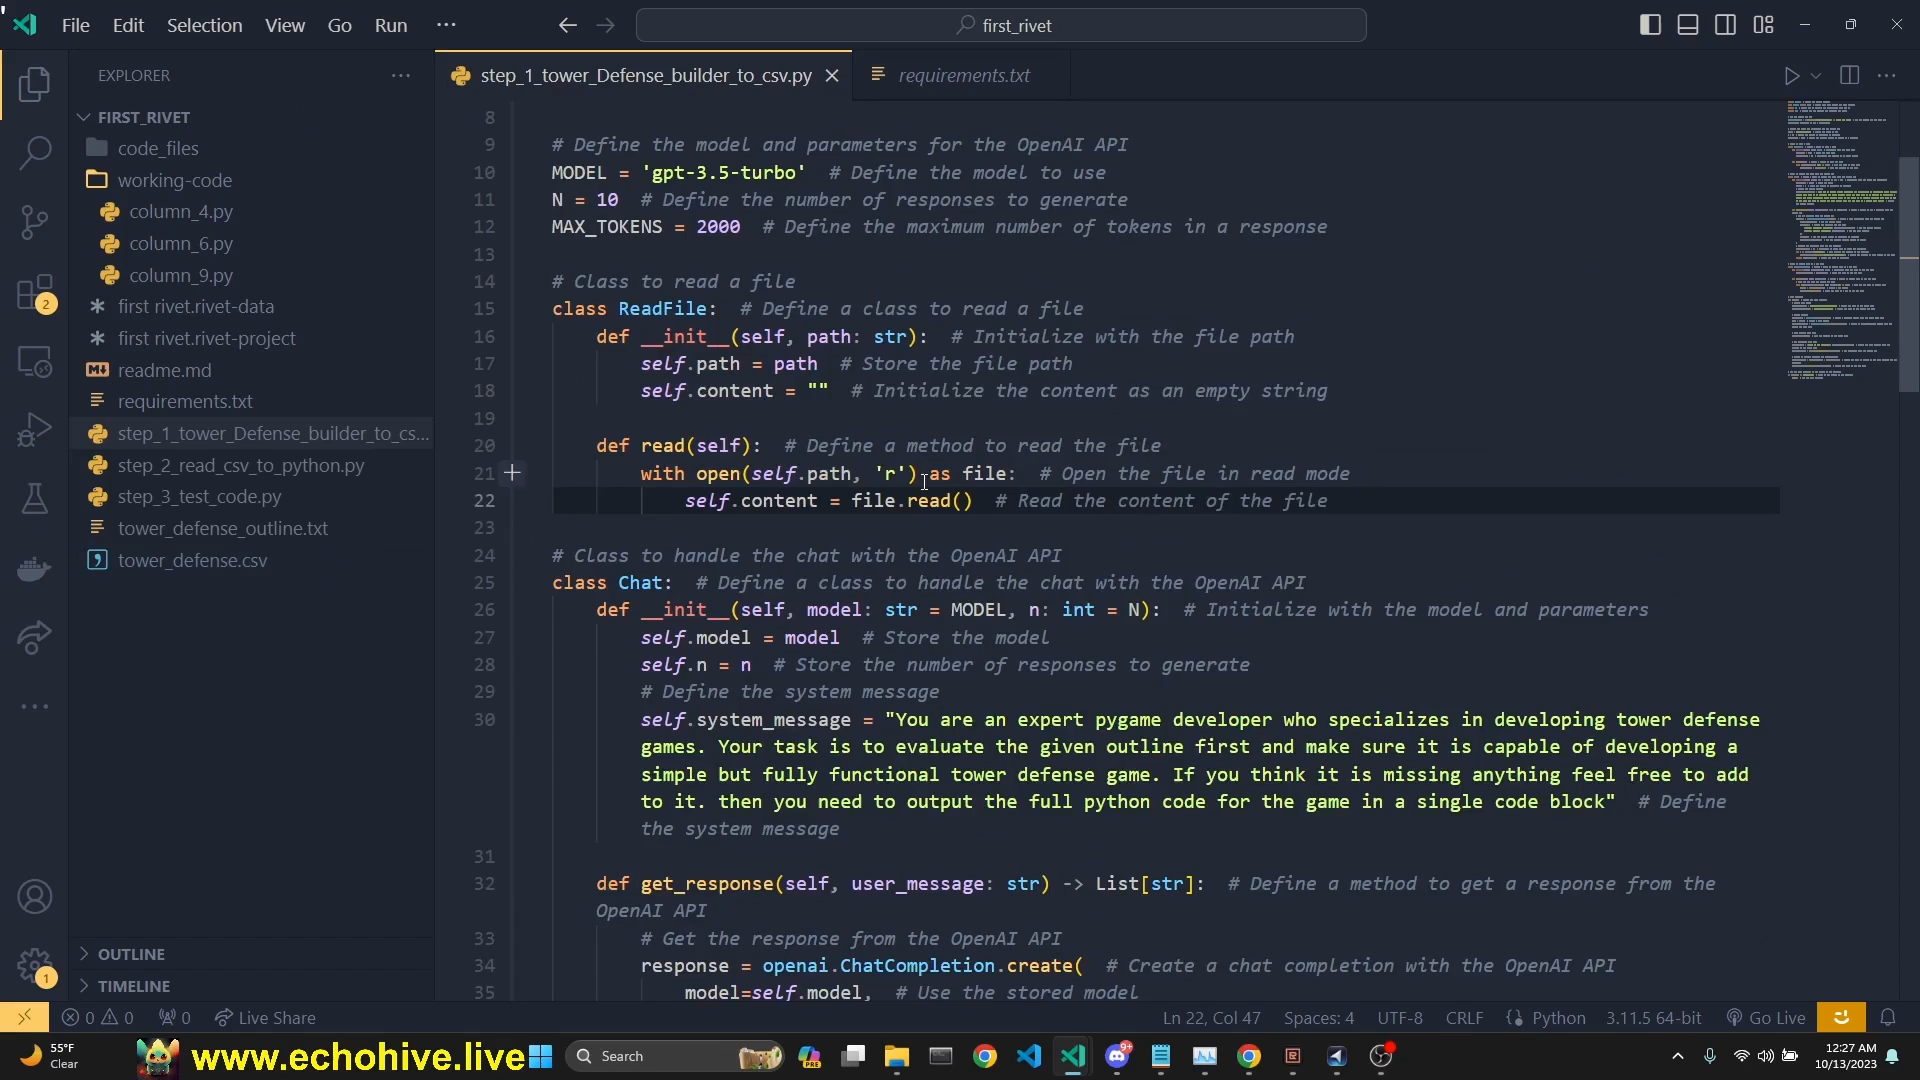 File Edit Selection View Go Run ···
first_rivet
EXPLORER
FIRST_RIVET
code_files
working-code
column_4.py
column_6.py
column_9.py
first rivet.rivet-data
first rivet.rivet-project
readme.md
requirements.txt
step_1_tower_Defense_builder_to_cs...
step_2_read_csv_to_python.py
step_3_test_code.py
tower_defense_outline.txt
tower_defense.csv
OUTLINE
TIMELINE
2
1
step_1_tower_Defense_builder_to_csv.py
requirements.txt
8
9 # Define the model and parameters for the OpenAI API
10 MODEL = 'gpt-3.5-turbo'  # Define the model to use
11 N = 10  # Define the number of responses to generate
12 MAX_TOKENS = 2000  # Define the maximum number of tokens in a response
13
14 # Class to read a file
15 class ReadFile:  # Define a class to read a file
16     def __init__(self, path: str):  # Initialize with the file path
17         self.path = path  # Store the file path
18         self.content = ""  # Initialize the content as an empty string
19
20     def read(self):  # Define a method to read the file
21         with open(self.path, 'r') as file:  # Open the file in read mode
22             self.content = file.read()  # Read the content of the file
23
24 # Class to handle the chat with the OpenAI API
25 class Chat:  # Define a class to handle the chat with the OpenAI API
26     def __init__(self, model: str = MODEL, n: int = N):  # Initialize with the model and parameters
27         self.model = model  # Store the model
28         self.n = n  # Store the number of responses to generate
29         # Define the system message
30         self.system_message = "You are an expert pygame developer who specializes in developing tower defense
games. Your task is to evaluate the given outline first and make sure it is capable of developing a
simple but fully functional tower defense game. If you think it is missing anything feel free to add
to it. then you need to output the full python code for the game in a single code block"  # Define
the system message
31
32     def get_response(self, user_message: str) -> List[str]:  # Define a method to get a response from the
OpenAI API
33         # Get the response from the OpenAI API
34         response = openai.ChatCompletion.create(  # Create a chat completion with the OpenAI API
35             model=self.model,  # Use the stored model
0 0 0 Live Share
Ln 22, Col 47 Spaces: 4 UTF-8 CRLF Python 3.11.5 64-bit Go Live
55°F
Clear
www.echohive.live
Search
PRE
9+
12:27 AM
10/13/2023